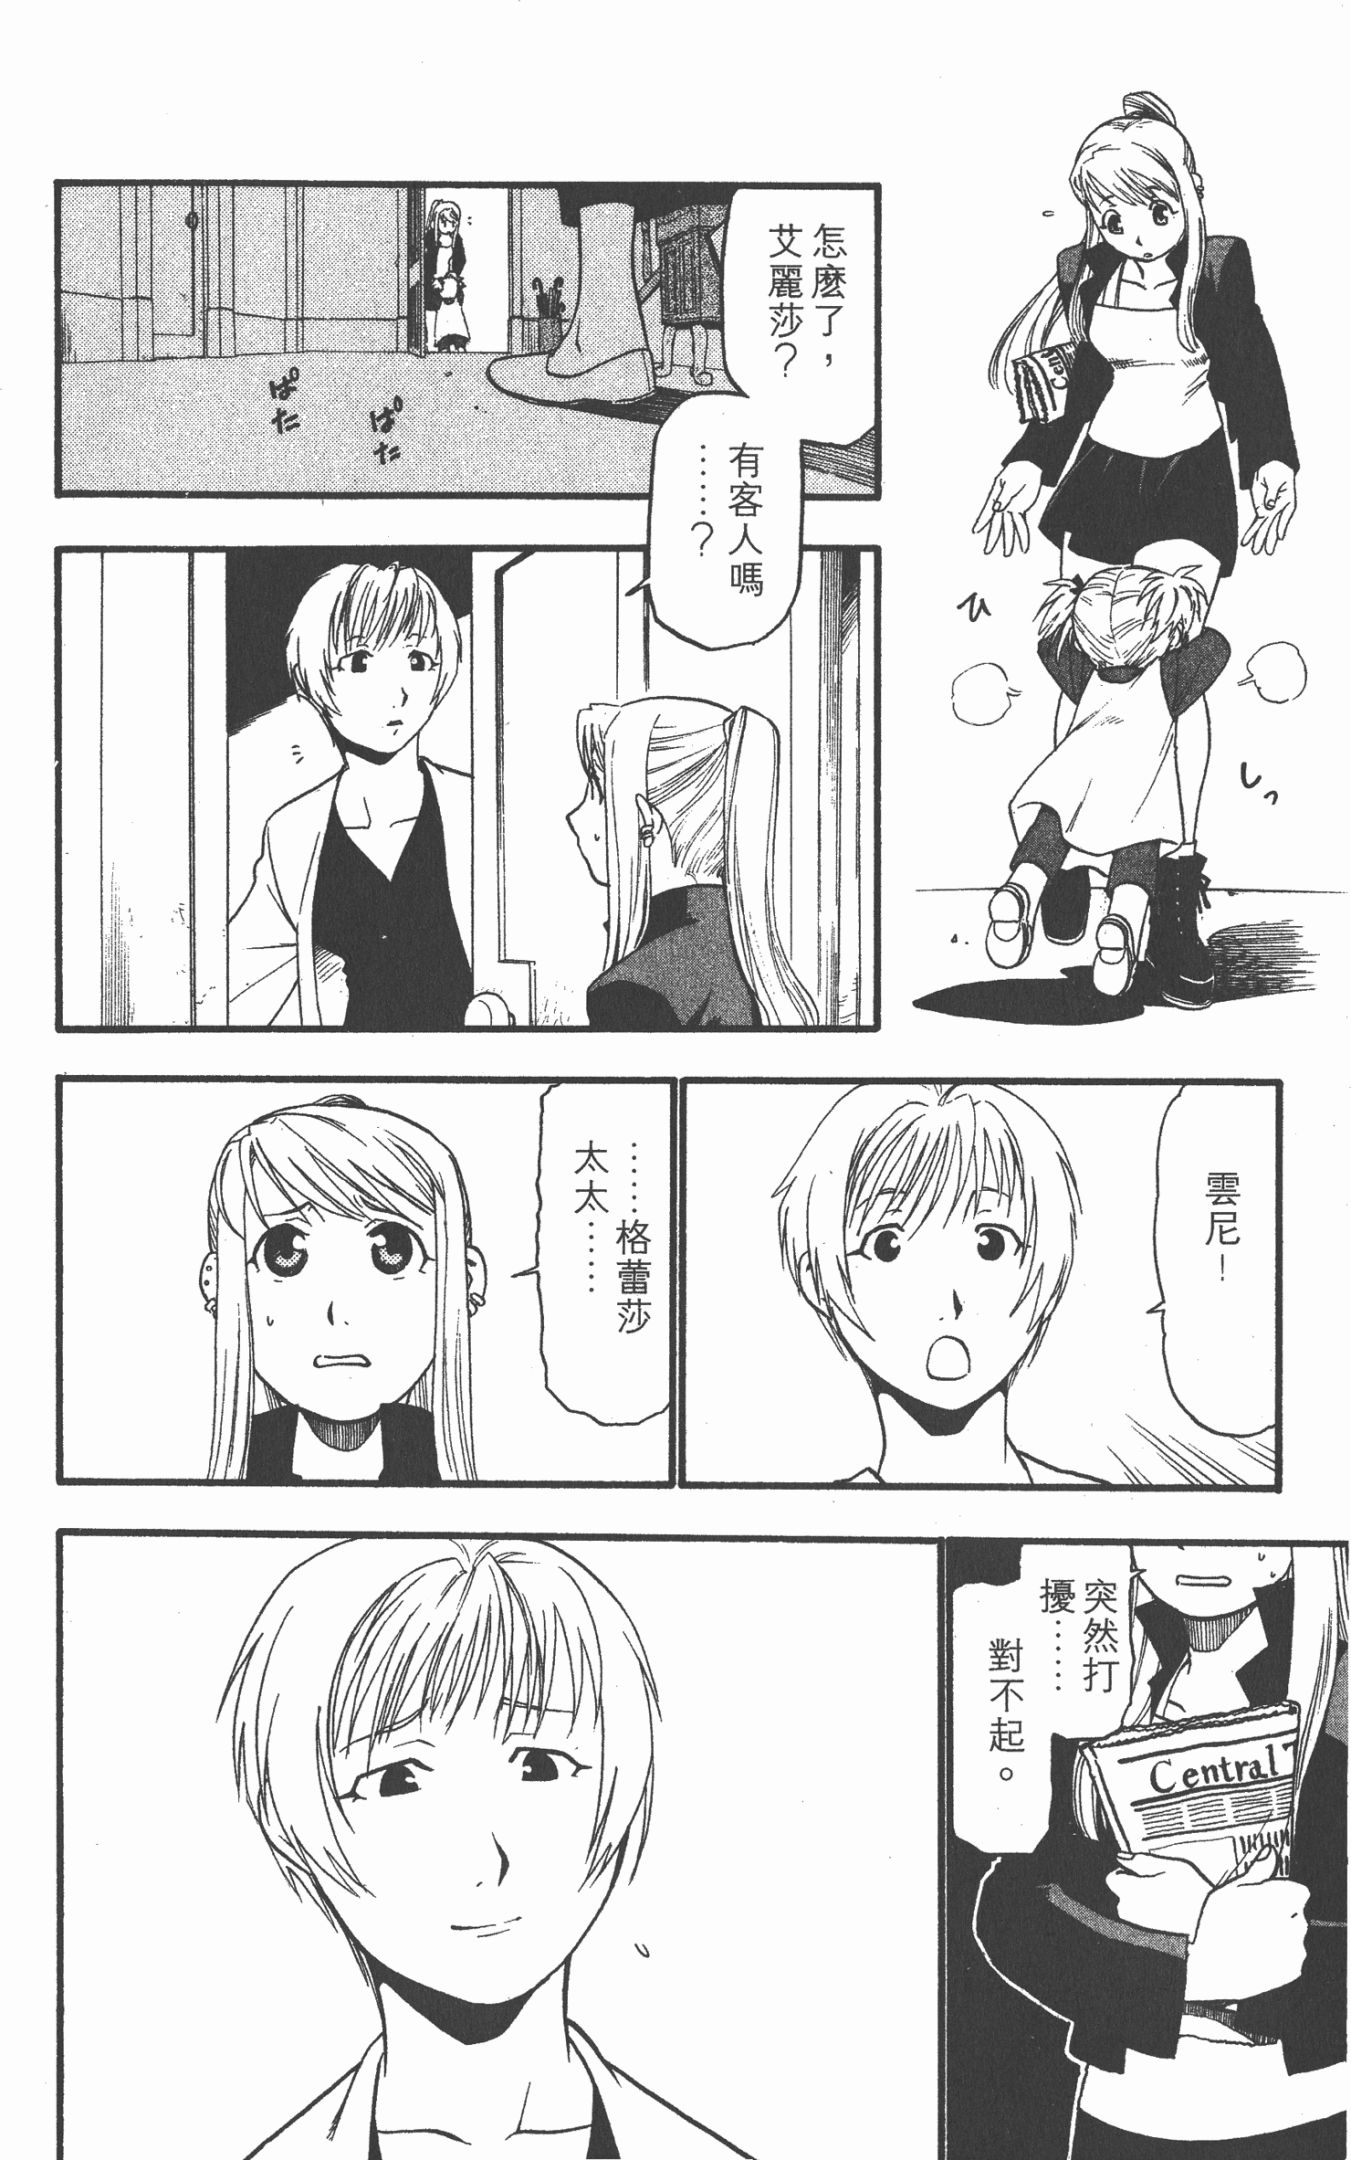 Cent
ひ
しっ
怎麼了，
艾麗莎？
有客人嗎
……？
ぱた
ぱた
雲尼！
……格蕾莎
太太……
突然打
擾……
對不起。
Central